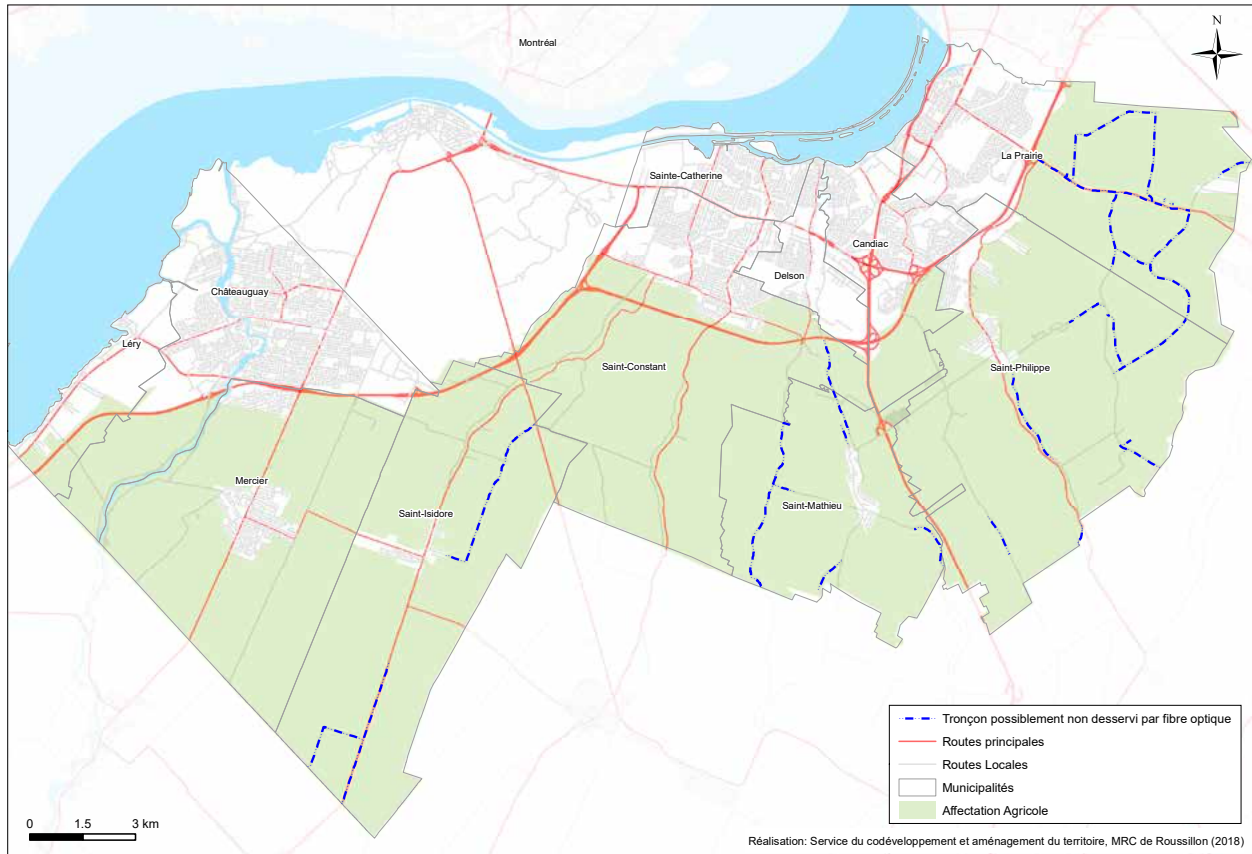 Montréal
N
La Prairie
Sainte-Catherine
Candiac
Delson
Châteauguay
Léry
Saint-Constant
Saint-Philippe
Mercier
Saint-Isidore
Saint-Mathieu
Tronçon possiblement non desservi par fibre optique
Routes principales
Routes Locales
Municipalités
Affectation Agricole
0 1.5 3 km
Réalisation: Service du codéveloppement et aménagement du territoire, MRC de Roussillon (2018)